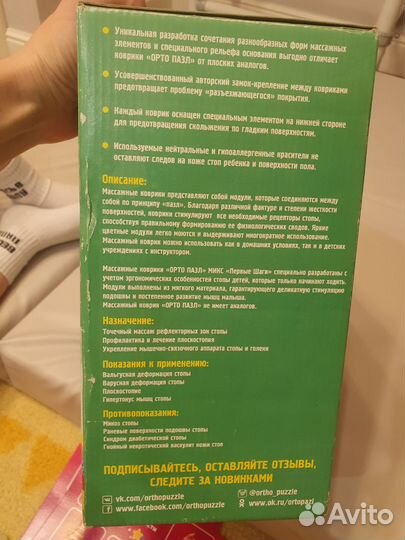 Уникальная разработка сочетания разнообразных форм массажных
элементов и специального рельефа основания выгодно отличает
коврики «ОРТО ПАЗЛ» от плоских аналогов.
Усовершенствованный авторский замок-крепление между ковриками
предотвращает проблему «разъезжающегося» покрытия.
Каждый коврик оснащен специальным элементом на нижней стороне
для предотвращения скольжения по гладким поверхностям.
Используемые нейтральные и гипоаллергенные красители не
оставляют следов на коже стоп ребенка и поверхности пола.
Описание:
Массажные коврики представляют собой модули, которые соединяются между
собой по принципу «пазл». Благодаря различной фактуре и степени жесткости
поверхностей, коврики стимулируют все необходимые рецепторы стопы,
способствуя правильному формированию ее физиологических сводов. Яркие
цветные модули легко моются и выдерживают многократное использование.
Массажный коврик можно использовать как в домашних условиях, так и в детских
учреждениях с инструктором.
Массажные коврики «ОРТО ПАЗЛ» МИКС «Первые Шаги» специально разработаны с
учетом эргономических особенностей стопы детей, которые только начинают ходить.
Модули выполнены из мягкого материала, гарантирующего деликатную стимуляцию
подошвы и постепенное развитие мышц малыша.
Массажный коврик «ОРТО ПАЗЛ» не имеет аналогов.
Назначение:
Точечный массаж рефлекторных зон стопы
Профилактика и лечение плоскостопия
Укрепление мышечно-связочного аппарата стопы и голени
Показания к применению:
Вальгусная деформация стопы
Варусная деформация стопы
Плоскостопие
Гипертонус мышц стопы
Противопоказания:
Микоз стопы
Раневые поверхности подошвы стопы
Синдром диабетической стопы
Гнойный некротический васкулит кожи стоп
ПОДПИСЫВАЙТЕСЬ, ОСТАВЛЯЙТЕ ОТЗЫВЫ,
СЛЕДИТЕ ЗА НОВИНКАМИ
vk.com/orthopuzzle
@ortho_puzzle
www.facebook.com/orthopuzzle
www.ok.ru/ortopazl
Avito